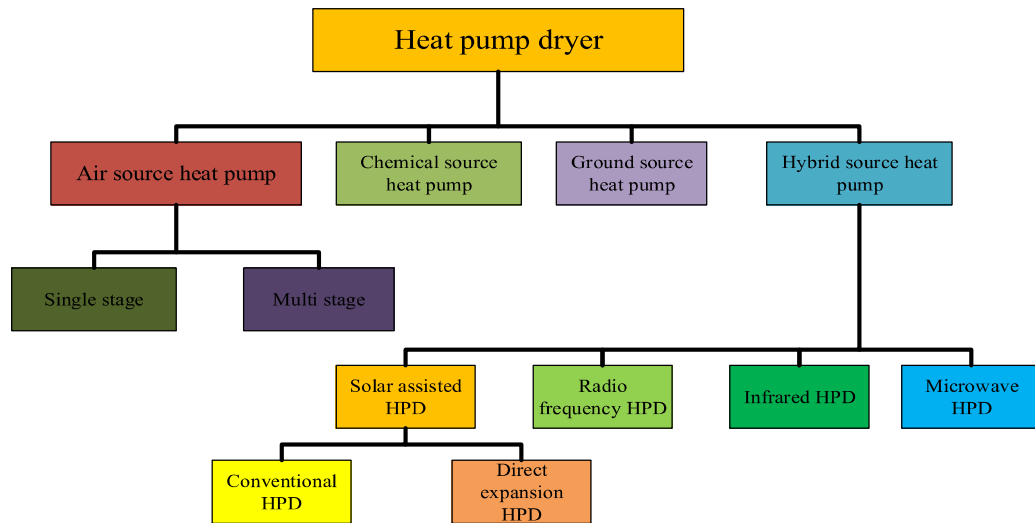 Heat pump dryer
Air source heat pump
Chemical source
heat pump
Ground source
heat pump
Hybrid source heat
pump
Single stage
Multi stage
Solar assisted
HPD
Radio
frequency HPD
Infrared HPD
Microwave
HPD
Conventional
HPD
Direct
expansion
HPD